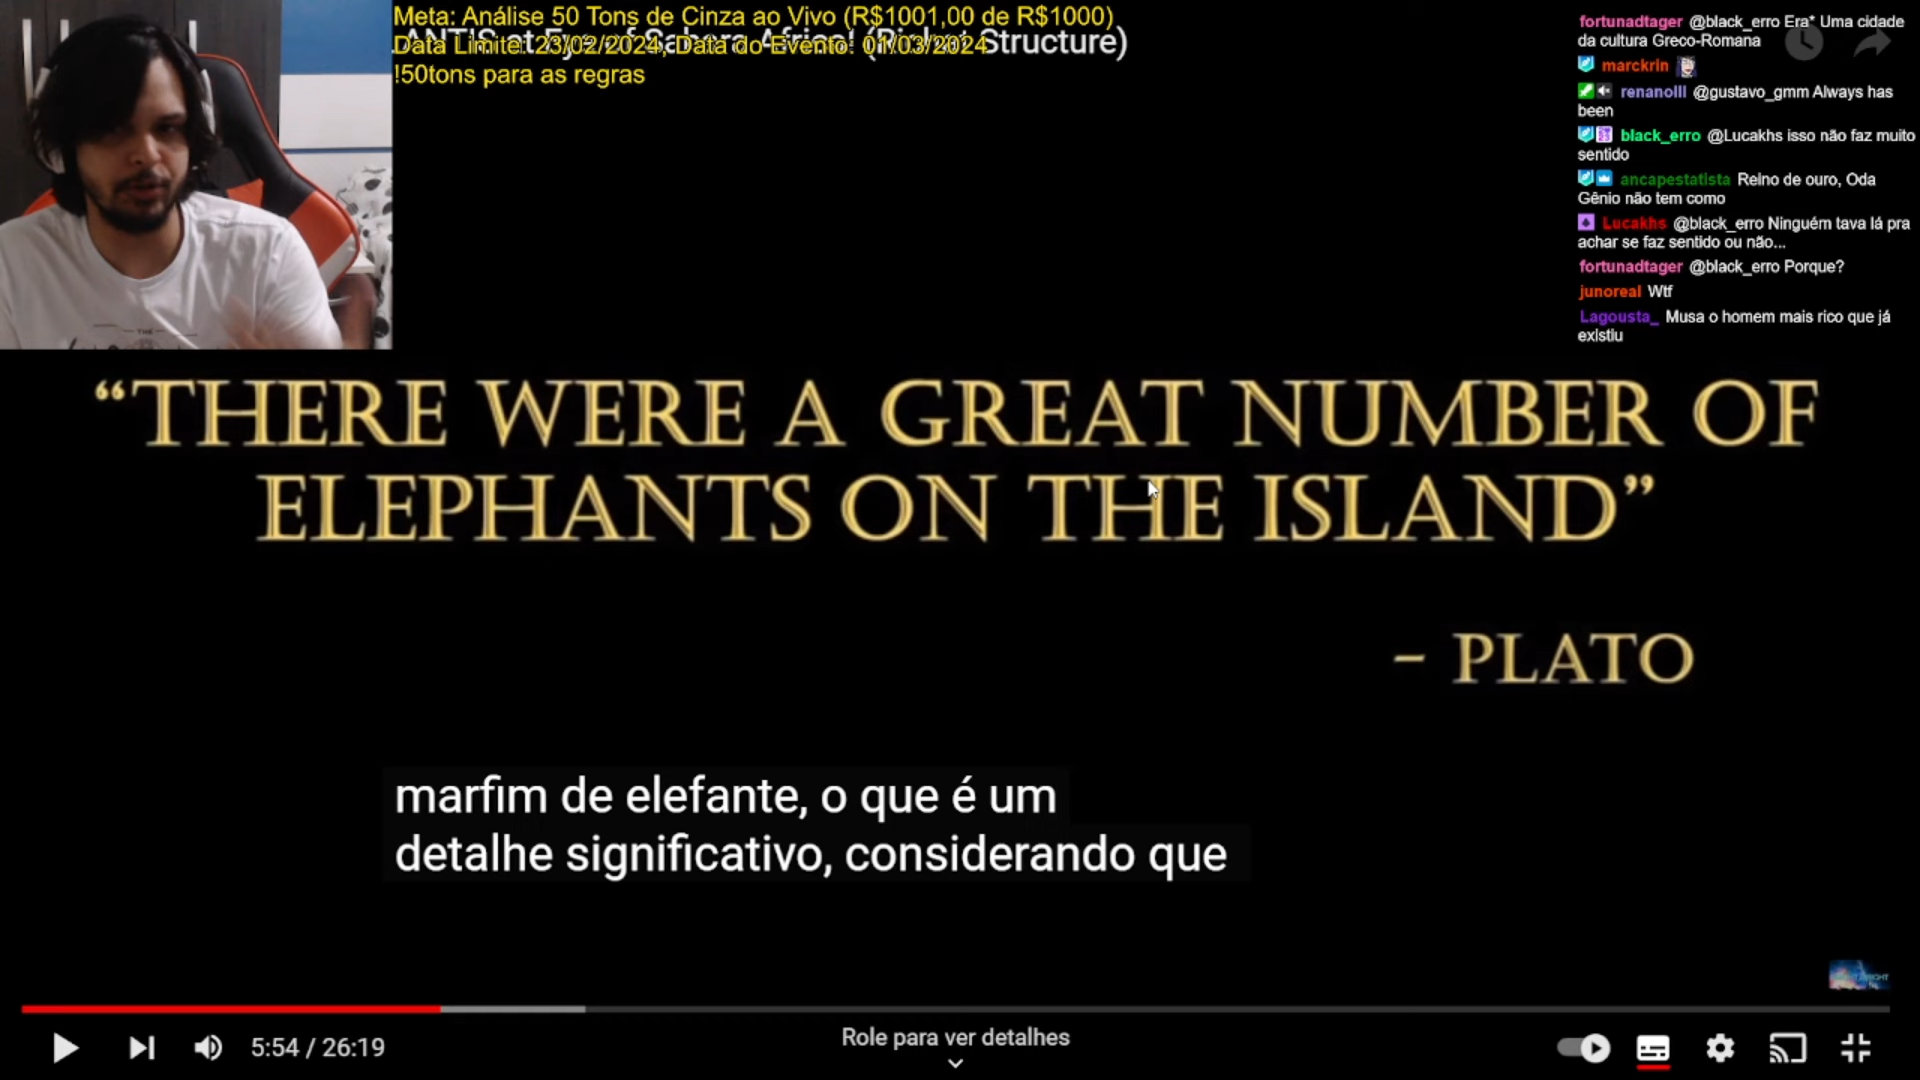 Meta: Análise 50 Tons de Cinza ao Vivo (R$1001,00 de R$1000)
Data Limite: 23/02/2024, Data do Evento: 01/03/2024
Structure)
!50tons para as regras
fortunadtager @black_erro Era* Uma cidade
da cultura Greco-Romana
marckrin
renanolll @gustavo_gmm Always has
been
black_erro @Lucakhs isso não faz muito
sentido
ancapestatista Reino de ouro, Oda
Gênio não tem como
Lucakhs @black_erro Ninguém tava lá pra
achar se faz sentido ou não...
fortunadtager @black_erro Porque?
junoreal Wtf
Lagousta_ Musa o homem mais rico que já
existiu
THE
“THERE WERE A GREAT NUMBER OF
ELEPHANTS ON THE ISLAND”
– PLATO
marfim de elefante, o que é um
detalhe significativo, considerando que
5:54 / 26:19
Role para ver detalhes